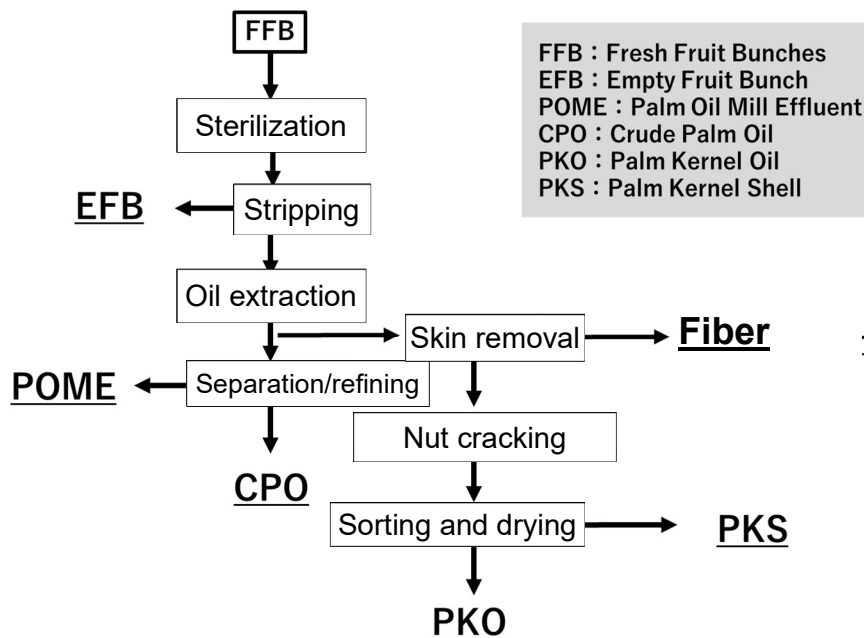 FFB
FFB：Fresh Fruit Bunches
EFB：Empty Fruit Bunch
POME：Palm Oil Mill Effluent
CPO：Crude Palm Oil
PKO：Palm Kernel Oil
PKS：Palm Kernel Shell
Sterilization
EFB
Stripping
Oil extraction
Skin removal
Fiber
POME
Separation/refining
Nut cracking
CPO
Sorting and drying
PKS
PKO